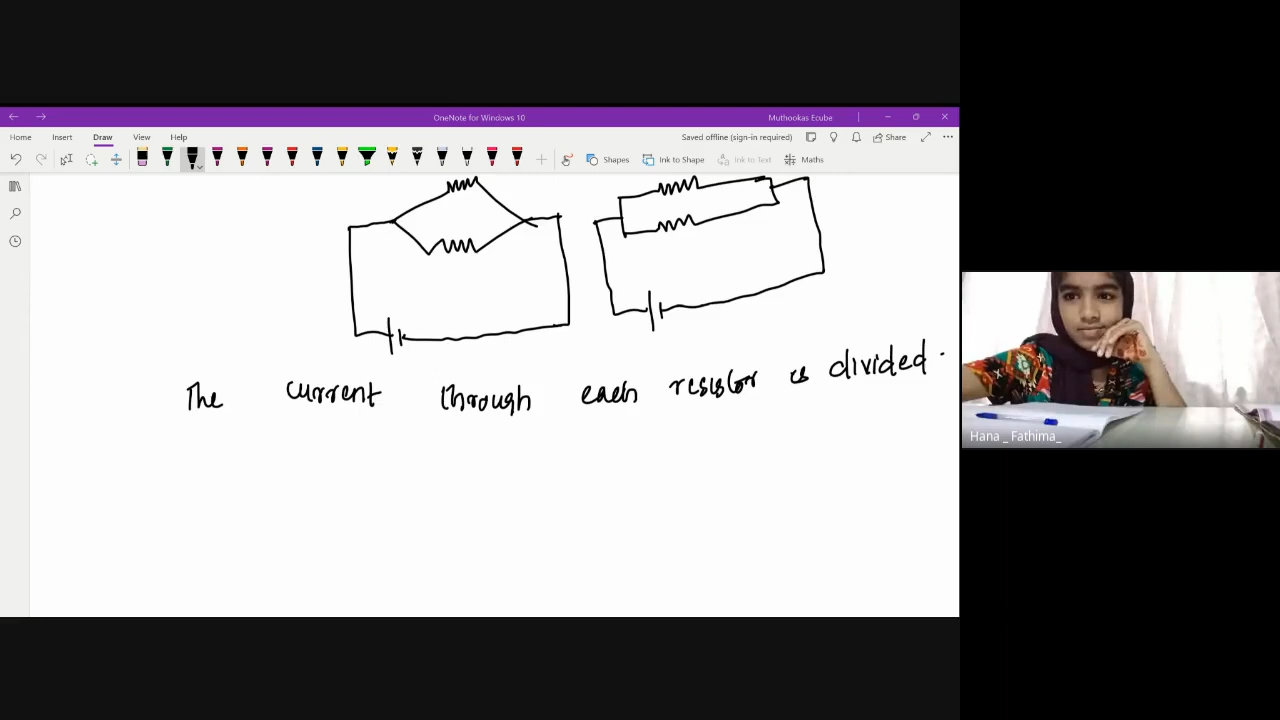 OneNote for Windows 10
Muthookas Ecube
Home Insert Draw View Help
Saved offline (sign-in required)
Share
Shapes
Ink to Shape
Ink to Text
Maths
The current through each resistor is divided.
Hana _ Fathima_